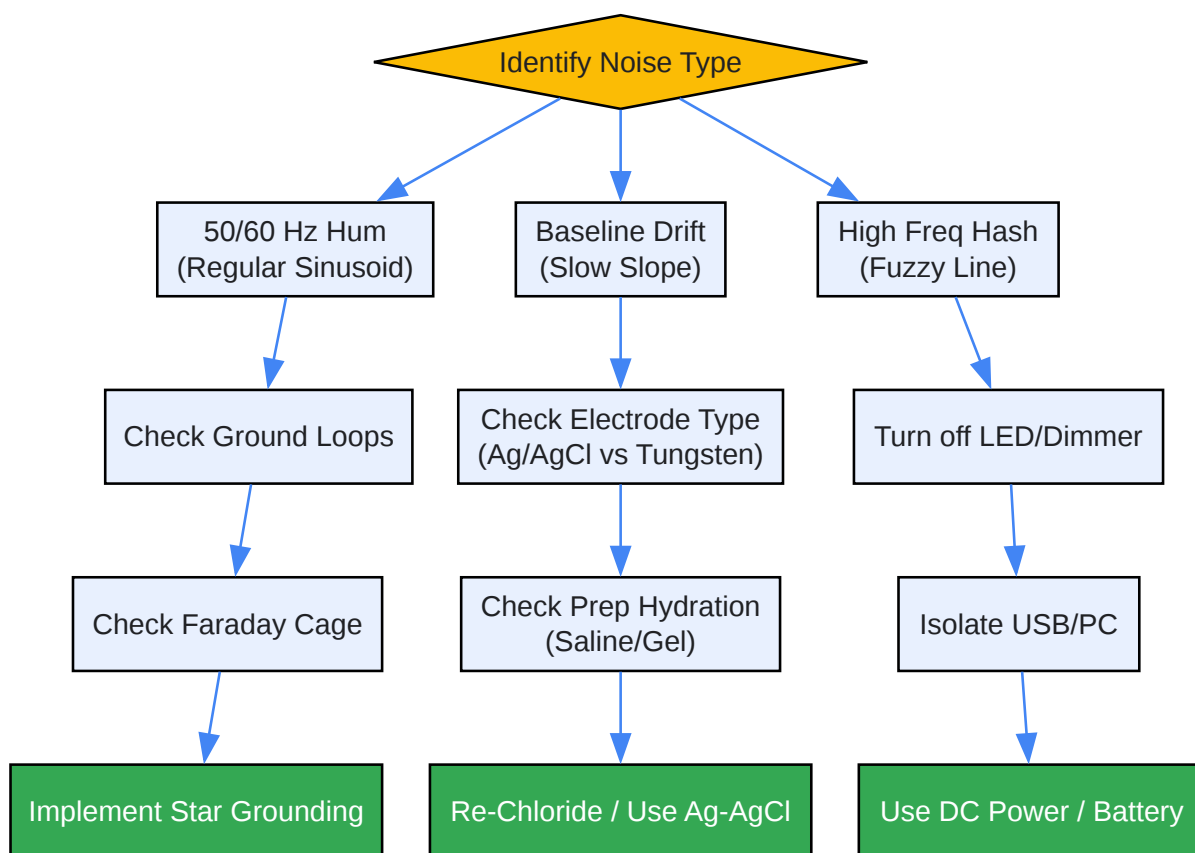 Identify Noise Type
50/60 Hz Hum
(Regular Sinusoid)
Baseline Drift
(Slow Slope)
High Freq Hash
(Fuzzy Line)
Check Ground Loops
Check Electrode Type
(Ag/AgCl vs Tungsten)
Turn off LED/Dimmer
Check Faraday Cage
Check Prep Hydration
(Saline/Gel)
Isolate USB/PC
Implement Star Grounding
Re-Chloride / Use Ag-AgCl
Use DC Power / Battery